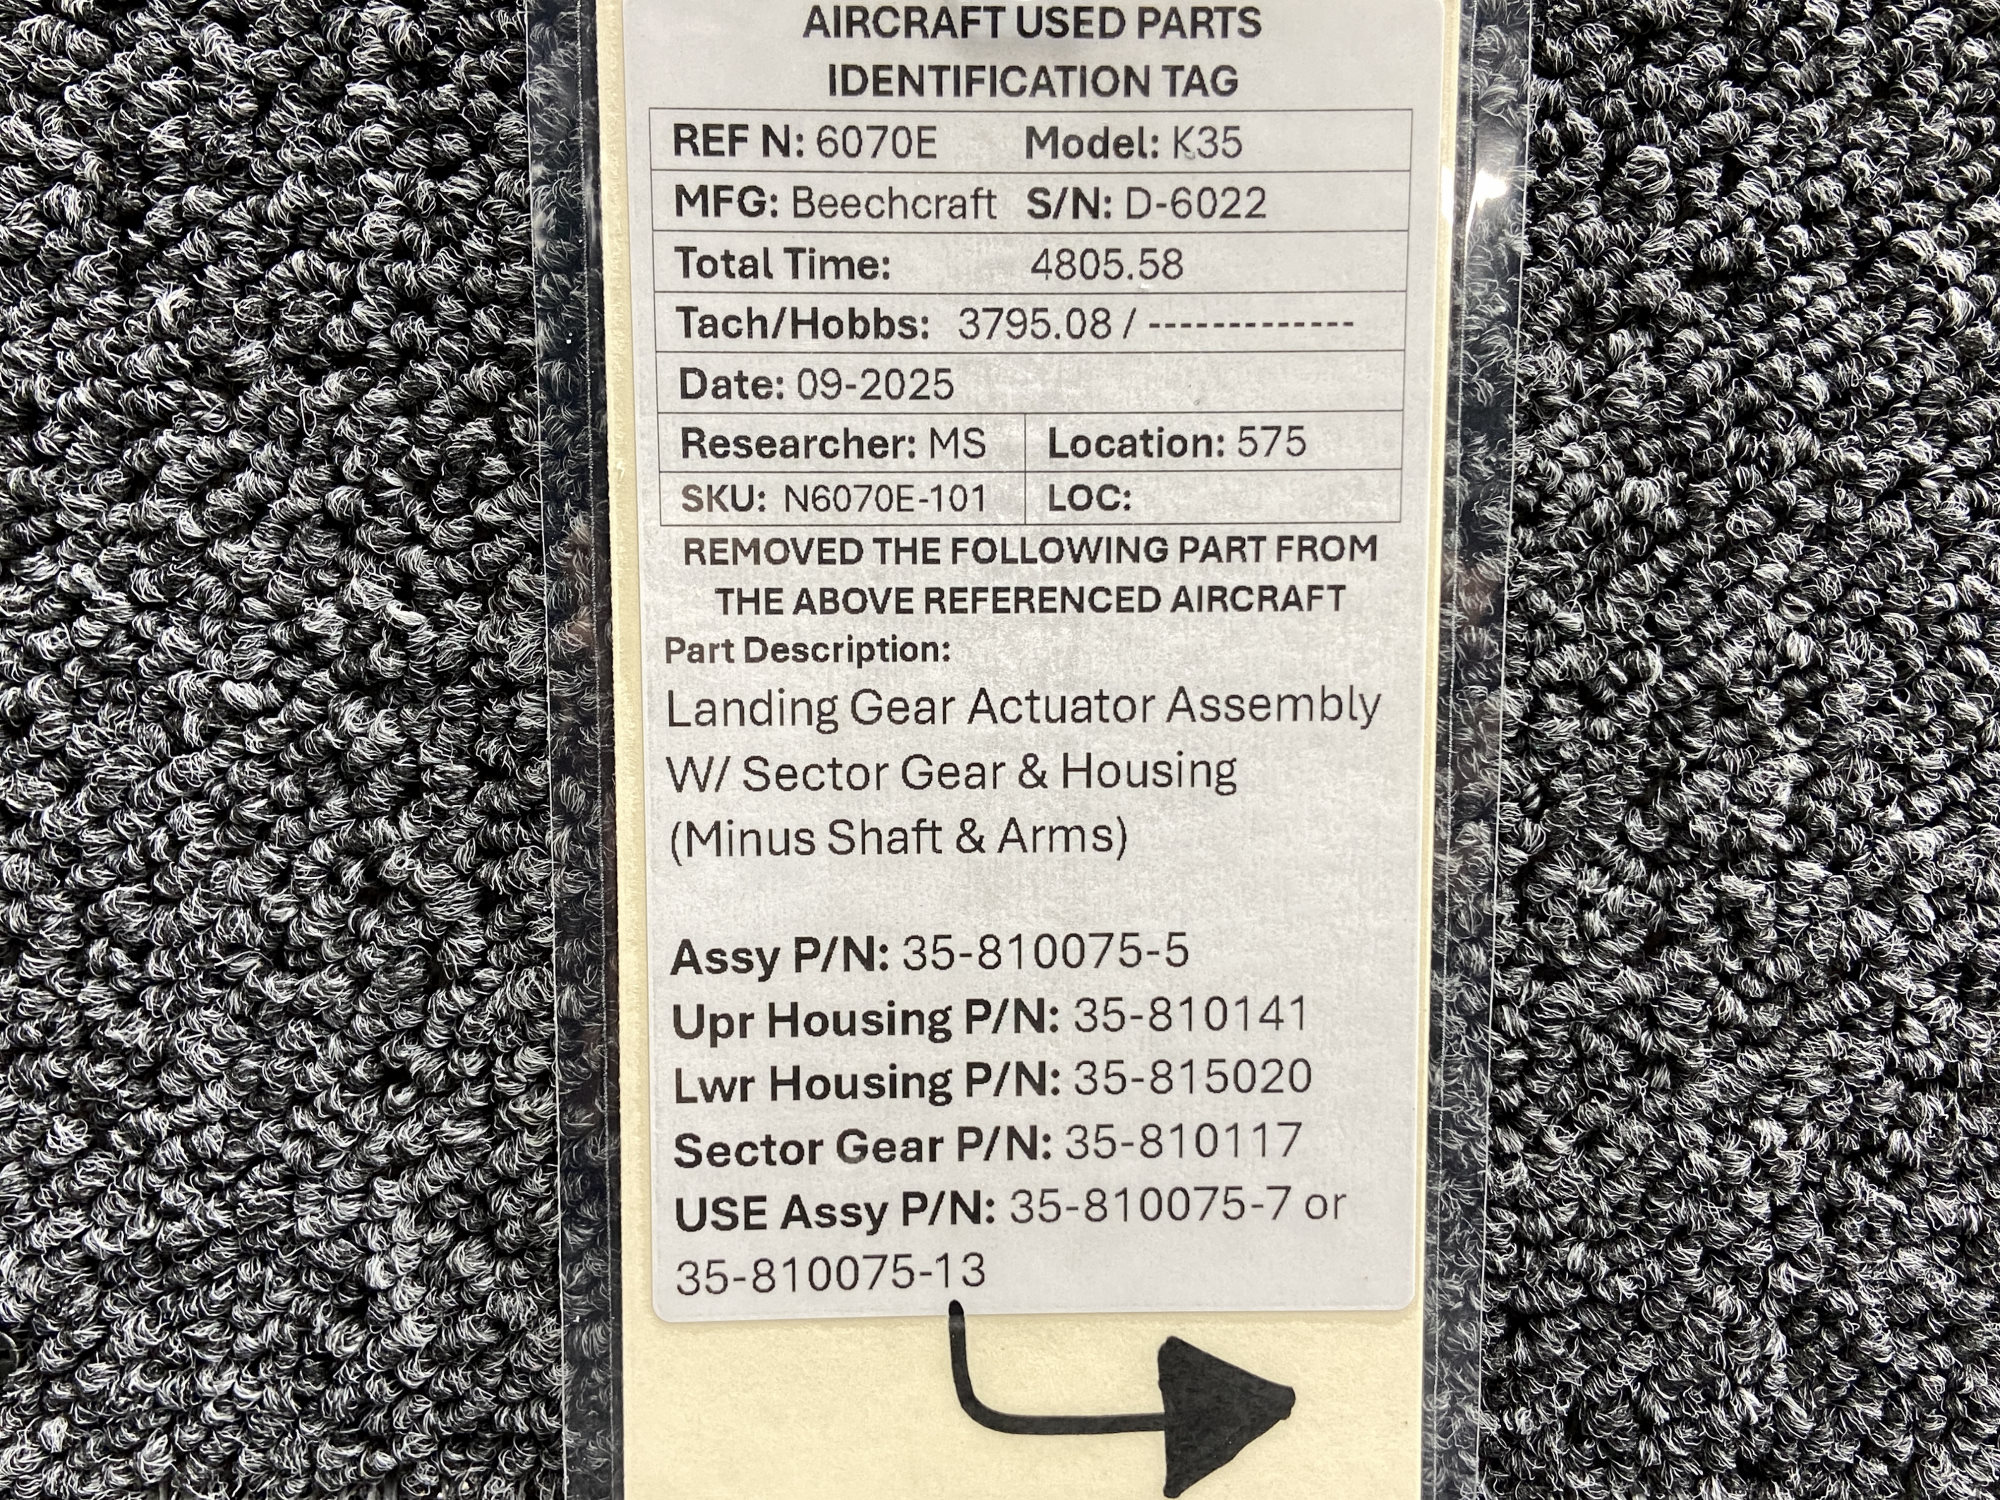 AIRCRAFT USED PARTS
IDENTIFICATION TAG
REF N: 6070E Model: K35
MFG: Beechcraft S/N: D-6022
Total Time: 4805.58
Tach/Hobbs: 3795.08 / -------------
Date: 09-2025
Researcher: MS Location: 575
SKU: N6070E-101 LOC:
REMOVED THE FOLLOWING PART FROM
THE ABOVE REFERENCED AIRCRAFT
Part Description:
Landing Gear Actuator Assembly
W/ Sector Gear & Housing
(Minus Shaft & Arms)
Assy P/N: 35-810075-5
Upr Housing P/N: 35-810141
Lwr Housing P/N: 35-815020
Sector Gear P/N: 35-810117
USE Assy P/N: 35-810075-7 or
35-810075-13